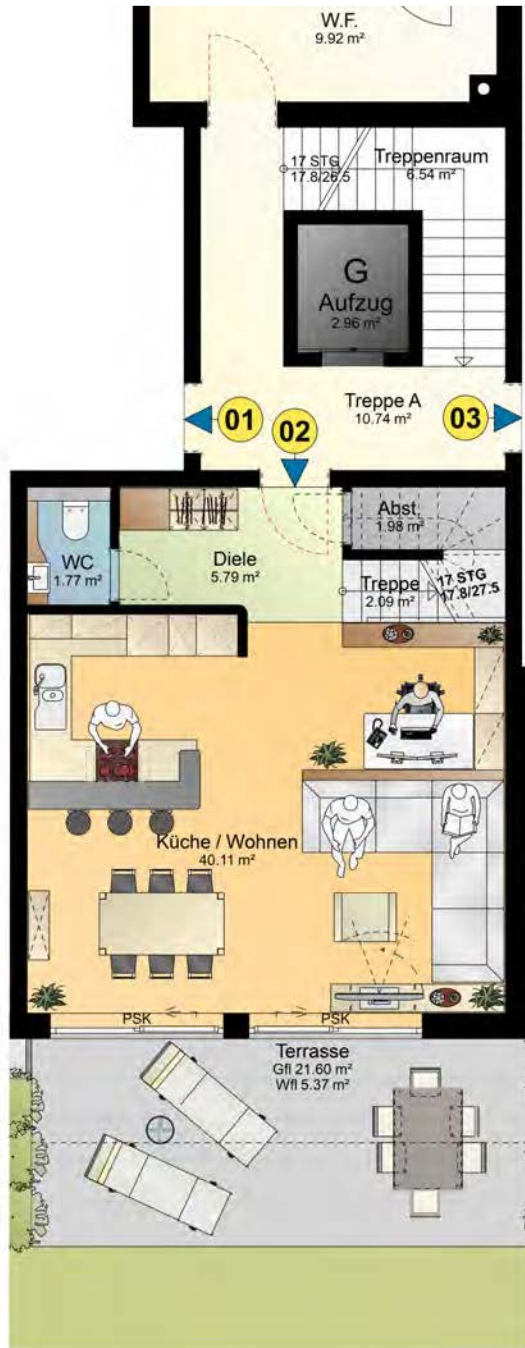 W.F.
9.92 m²
17 STG
17.8/26.5
Treppenraum
6.54 m²
G
Aufzug
2.96 m²
Treppe A
10.74 m²
01
02
03
WC
1.77 m²
Diele
5.79 m²
Abst.
1.98 m²
Treppe
2.09 m²
17 STG
17.8/27.5
Küche / Wohnen
40.11 m²
PSK
PSK
Terrasse
Gfl 21.60 m²
Wfl 5.37 m²